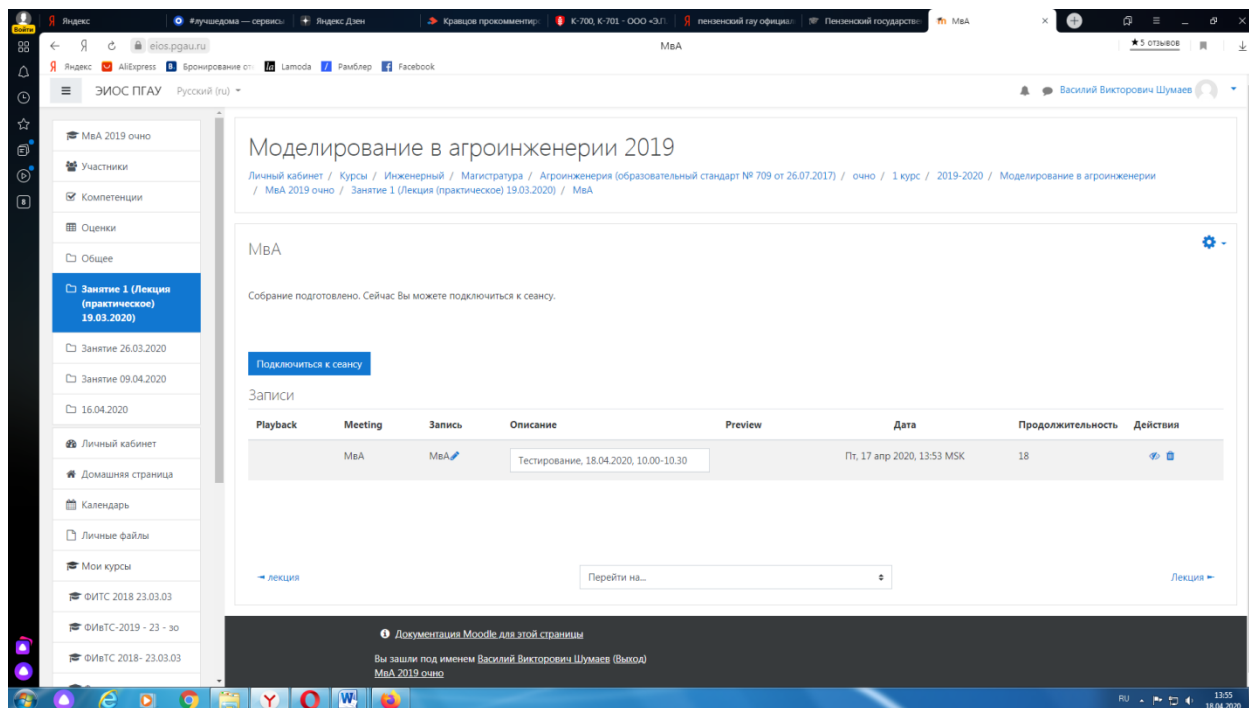 Яндекс
#лучшедома — сервисы
Яндекс.Дзен
Кравцов прокомментир
К-700, К-701 - ООО «Э.П.
пензенский гау официал
Пензенский государстве
МвА
Войти
eios.pgau.ru
МвА
★5 отзывов
Яндекс AliExpress Бронирование от Lamoda Рамблер Facebook
ЭИОС ПГАУ Русский (ru)
Василий Викторович Шумаев
МвА 2019 очно
Участники
Компетенции
Оценки
Общее
Занятие 1 (Лекция
(практическое)
19.03.2020)
Занятие 26.03.2020
Занятие 09.04.2020
16.04.2020
Личный кабинет
Домашняя страница
Календарь
Личные файлы
Мои курсы
ФИТС 2018 23.03.03
ФИвТС-2019 - 23 - зо
ФИвТС 2018- 23.03.03
Моделирование в агроинженерии 2019
Личный кабинет / Курсы / Инженерный / Магистратура / Агроинженерия (образовательный стандарт № 709 от 26.07.2017) / очно / 1 курс / 2019-2020 / Моделирование в агроинженерии
/ МвА 2019 очно / Занятие 1 (Лекция (практическое) 19.03.2020) / МвА
МвА
Собрание подготовлено. Сейчас Вы можете подключиться к сеансу.
Подключиться к сеансу
Записи
Playback Meeting Запись Описание Preview Дата Продолжительность Действия
МвА МвА Тестирование, 18.04.2020, 10.00-10.30 Пт, 17 апр 2020, 13:53 MSK 18
◄ лекция
Перейти на...
Лекция ►
Документация Moodle для этой страницы
Вы зашли под именем Василий Викторович Шумаев (Выход)
МвА 2019 очно
RU
13:55
18.04.2020